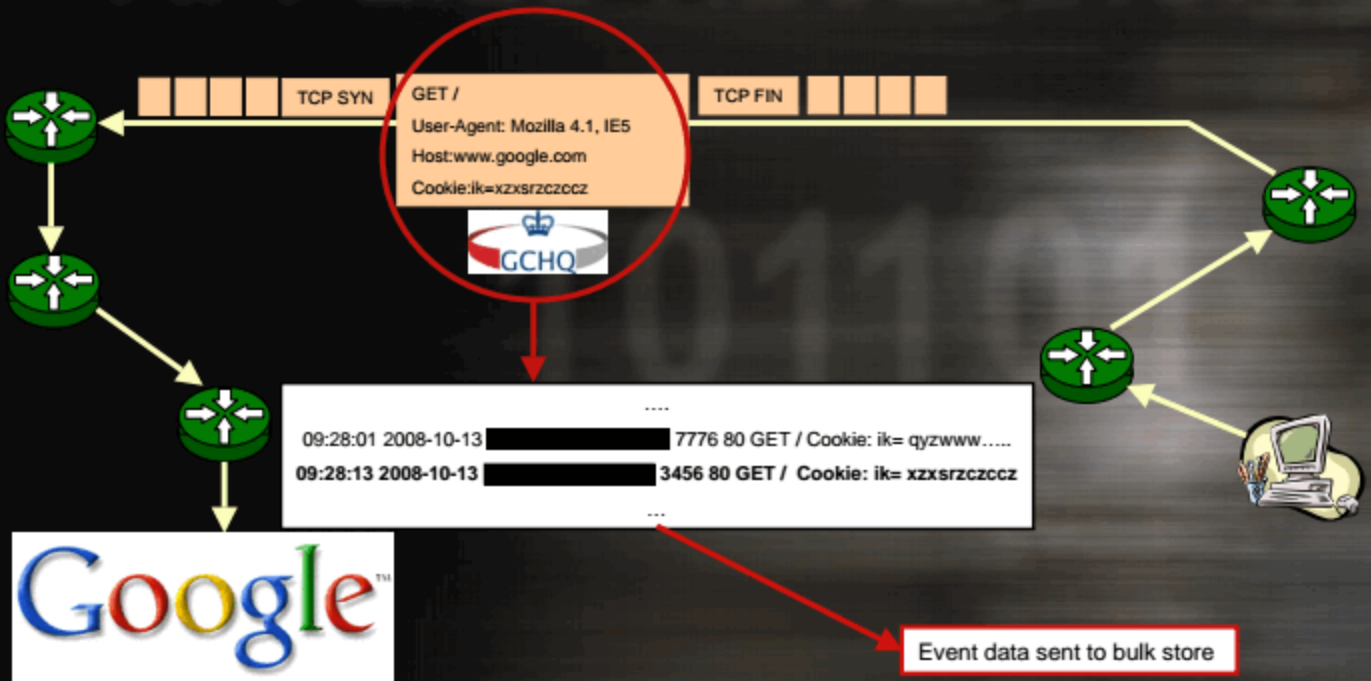 TCP SYN
GET /
User-Agent: Mozilla 4.1, IE5
Host:www.google.com
Cookie:ik=xzxsrzczccz
TCP FIN
GCHQ
....
09:28:01 2008-10-13 7776 80 GET / Cookie: ik= qyzwww…..
09:28:13 2008-10-13 3456 80 GET / Cookie: ik= xzxsrzczccz
...
Google™
Event data sent to bulk store
101101